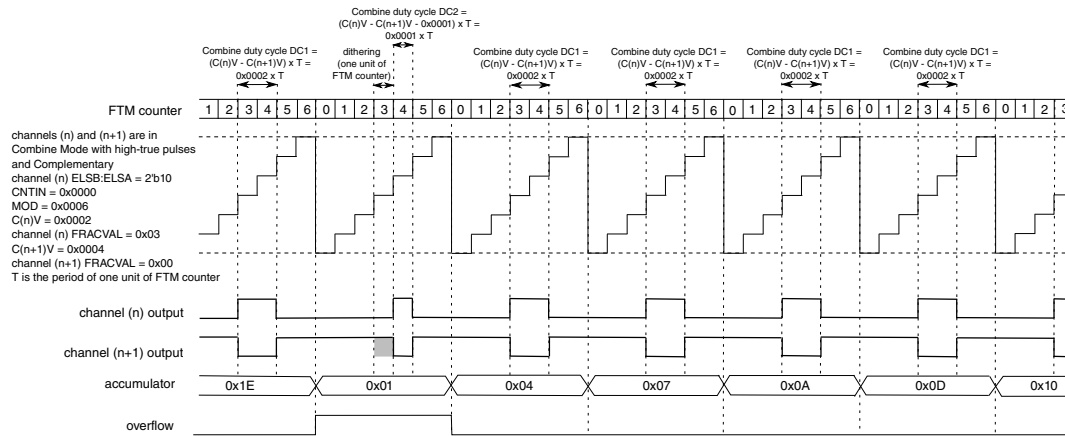 Combine duty cycle DC2 =
(C(n)V - C(n+1)V - 0x0001) x T =
0x0001 x T
Combine duty cycle DC1 =
(C(n)V - C(n+1)V) x T =
0x0002 x T
dithering
(one unit of
FTM counter)
Combine duty cycle DC1 =
(C(n)V - C(n+1)V) x T =
0x0002 x T
Combine duty cycle DC1 =
(C(n)V - C(n+1)V) x T =
0x0002 x T
Combine duty cycle DC1 =
(C(n)V - C(n+1)V) x T =
0x0002 x T
Combine duty cycle DC1 =
(C(n)V - C(n+1)V) x T =
0x0002 x T
FTM counter 1 2 3 4 5 6 0 1 2 3 4 5 6 0 1 2 3 4 5 6 0 1 2 3 4 5 6 0 1 2 3 4 5 6 0 1 2 3 4 5 6 0 1 2 3
channels (n) and (n+1) are in
Combine Mode with high-true pulses
and Complementary
channel (n) ELSB:ELSA = 2'b10
CNTIN = 0x0000
MOD = 0x0006
C(n)V = 0x0002
channel (n) FRACVAL = 0x03
C(n+1)V = 0x0004
channel (n+1) FRACVAL = 0x00
T is the period of one unit of FTM counter
channel (n) output
channel (n+1) output
accumulator 0x1E 0x01 0x04 0x07 0x0A 0x0D 0x10
overflow